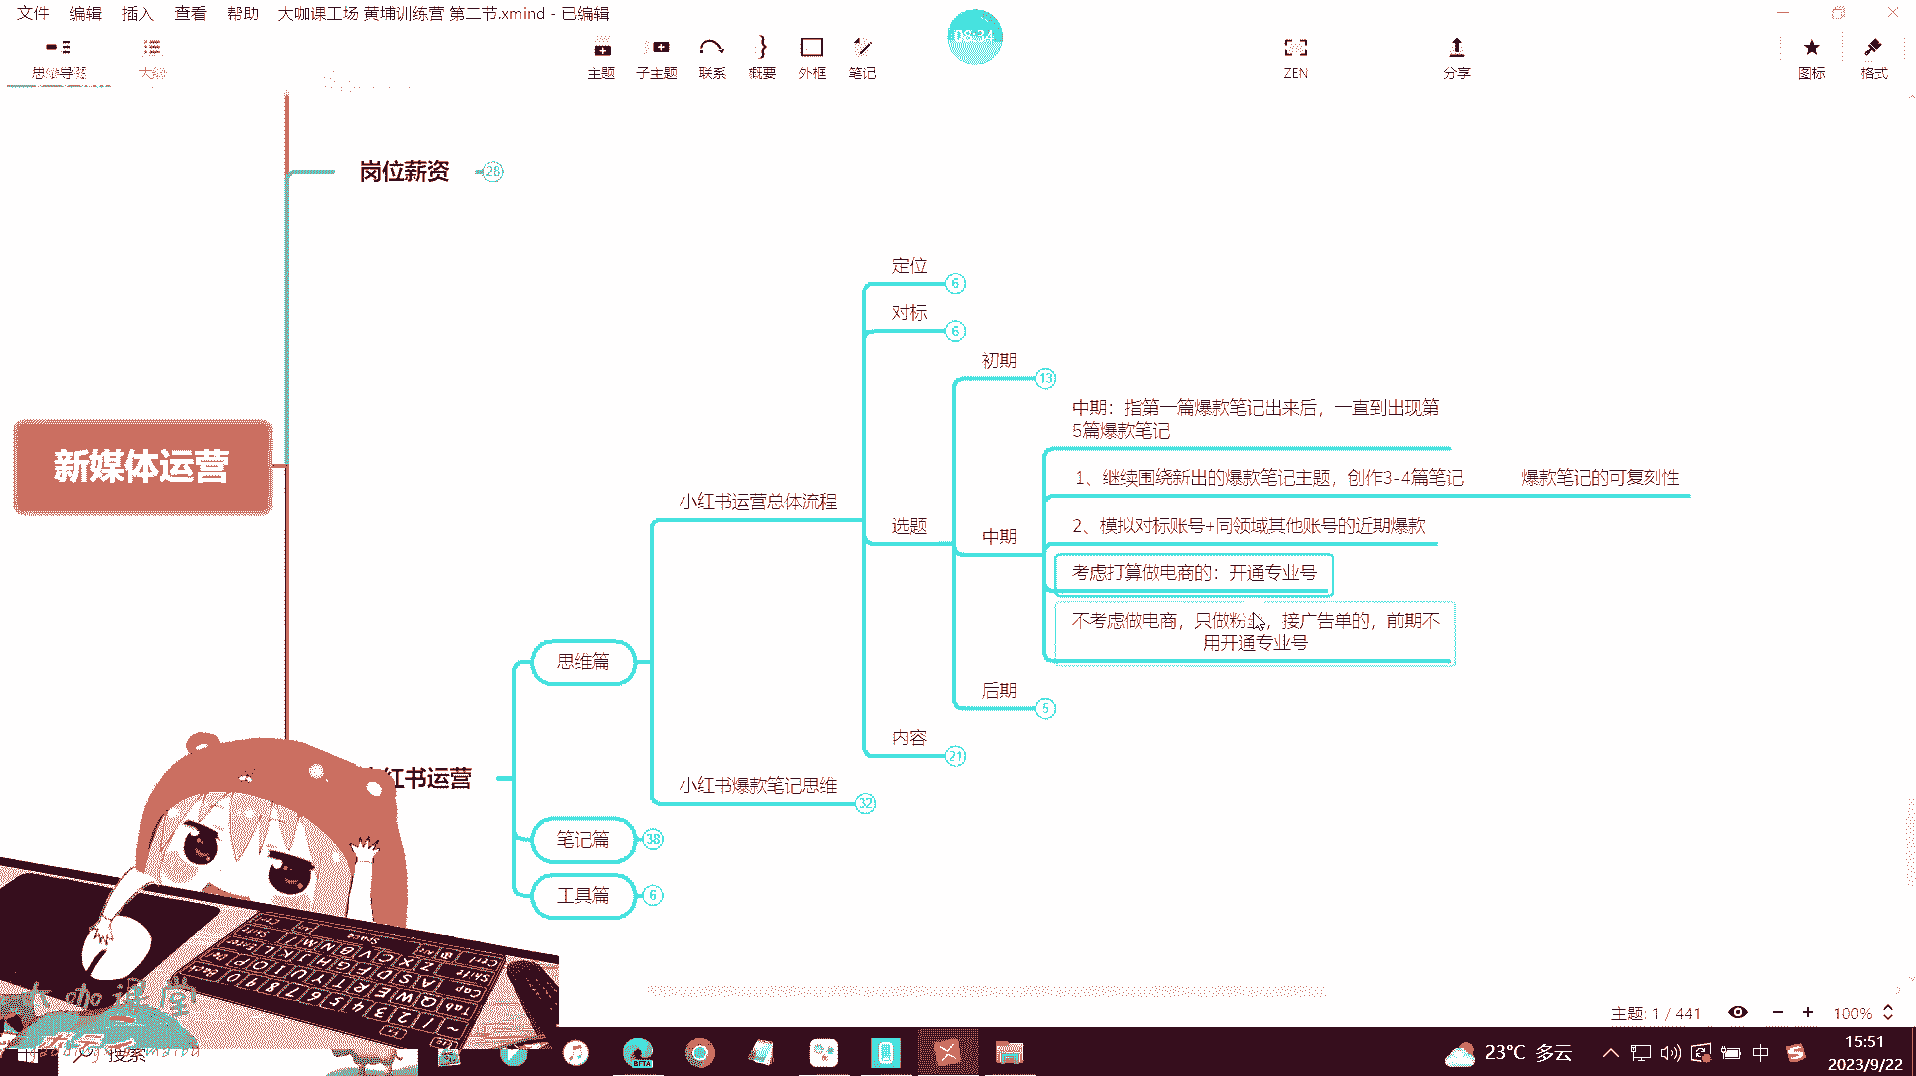 文件 编辑 插入 查看 帮助 大咖课工场 黄埔训练营 第二节.xmind - 已编辑
08:34
思维导图 大纲 主题 子主题 联系 概要 外框 笔记 ZEN 分享 图标 格式
岗位薪资 28
定位 6
对标 6
初期 13
中期：指第一篇爆款笔记出来后，一直到出现第
5篇爆款笔记
1、继续围绕新出的爆款笔记主题，创作3-4篇笔记 爆款笔记的可复刻性
新媒体运营
小红书运营总体流程
选题
中期
2、模拟对标账号+同领域其他账号的近期爆款
考虑打算做电商的：开通专业号
不考虑做电商，只做粉，接广告单的，前期不
用开通专业号
思维篇
后期 5
内容 21
红书运营
小红书爆款笔记思维 32
笔记篇 38
工具篇 6
主题: 1 / 441 100%
搜索
BETA
23°C 多云 中
15:51
2023/9/22